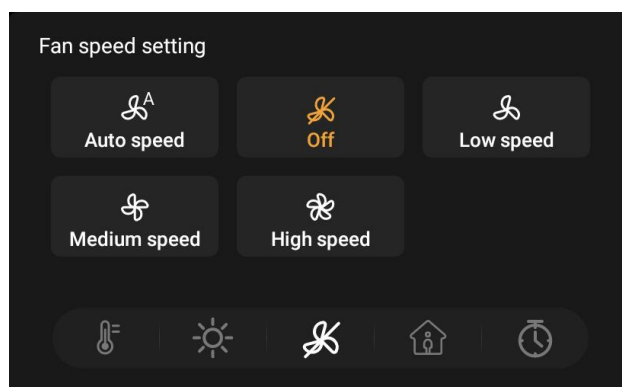 Fan speed setting
A
Auto speed
Off
Low speed
Medium speed
High speed